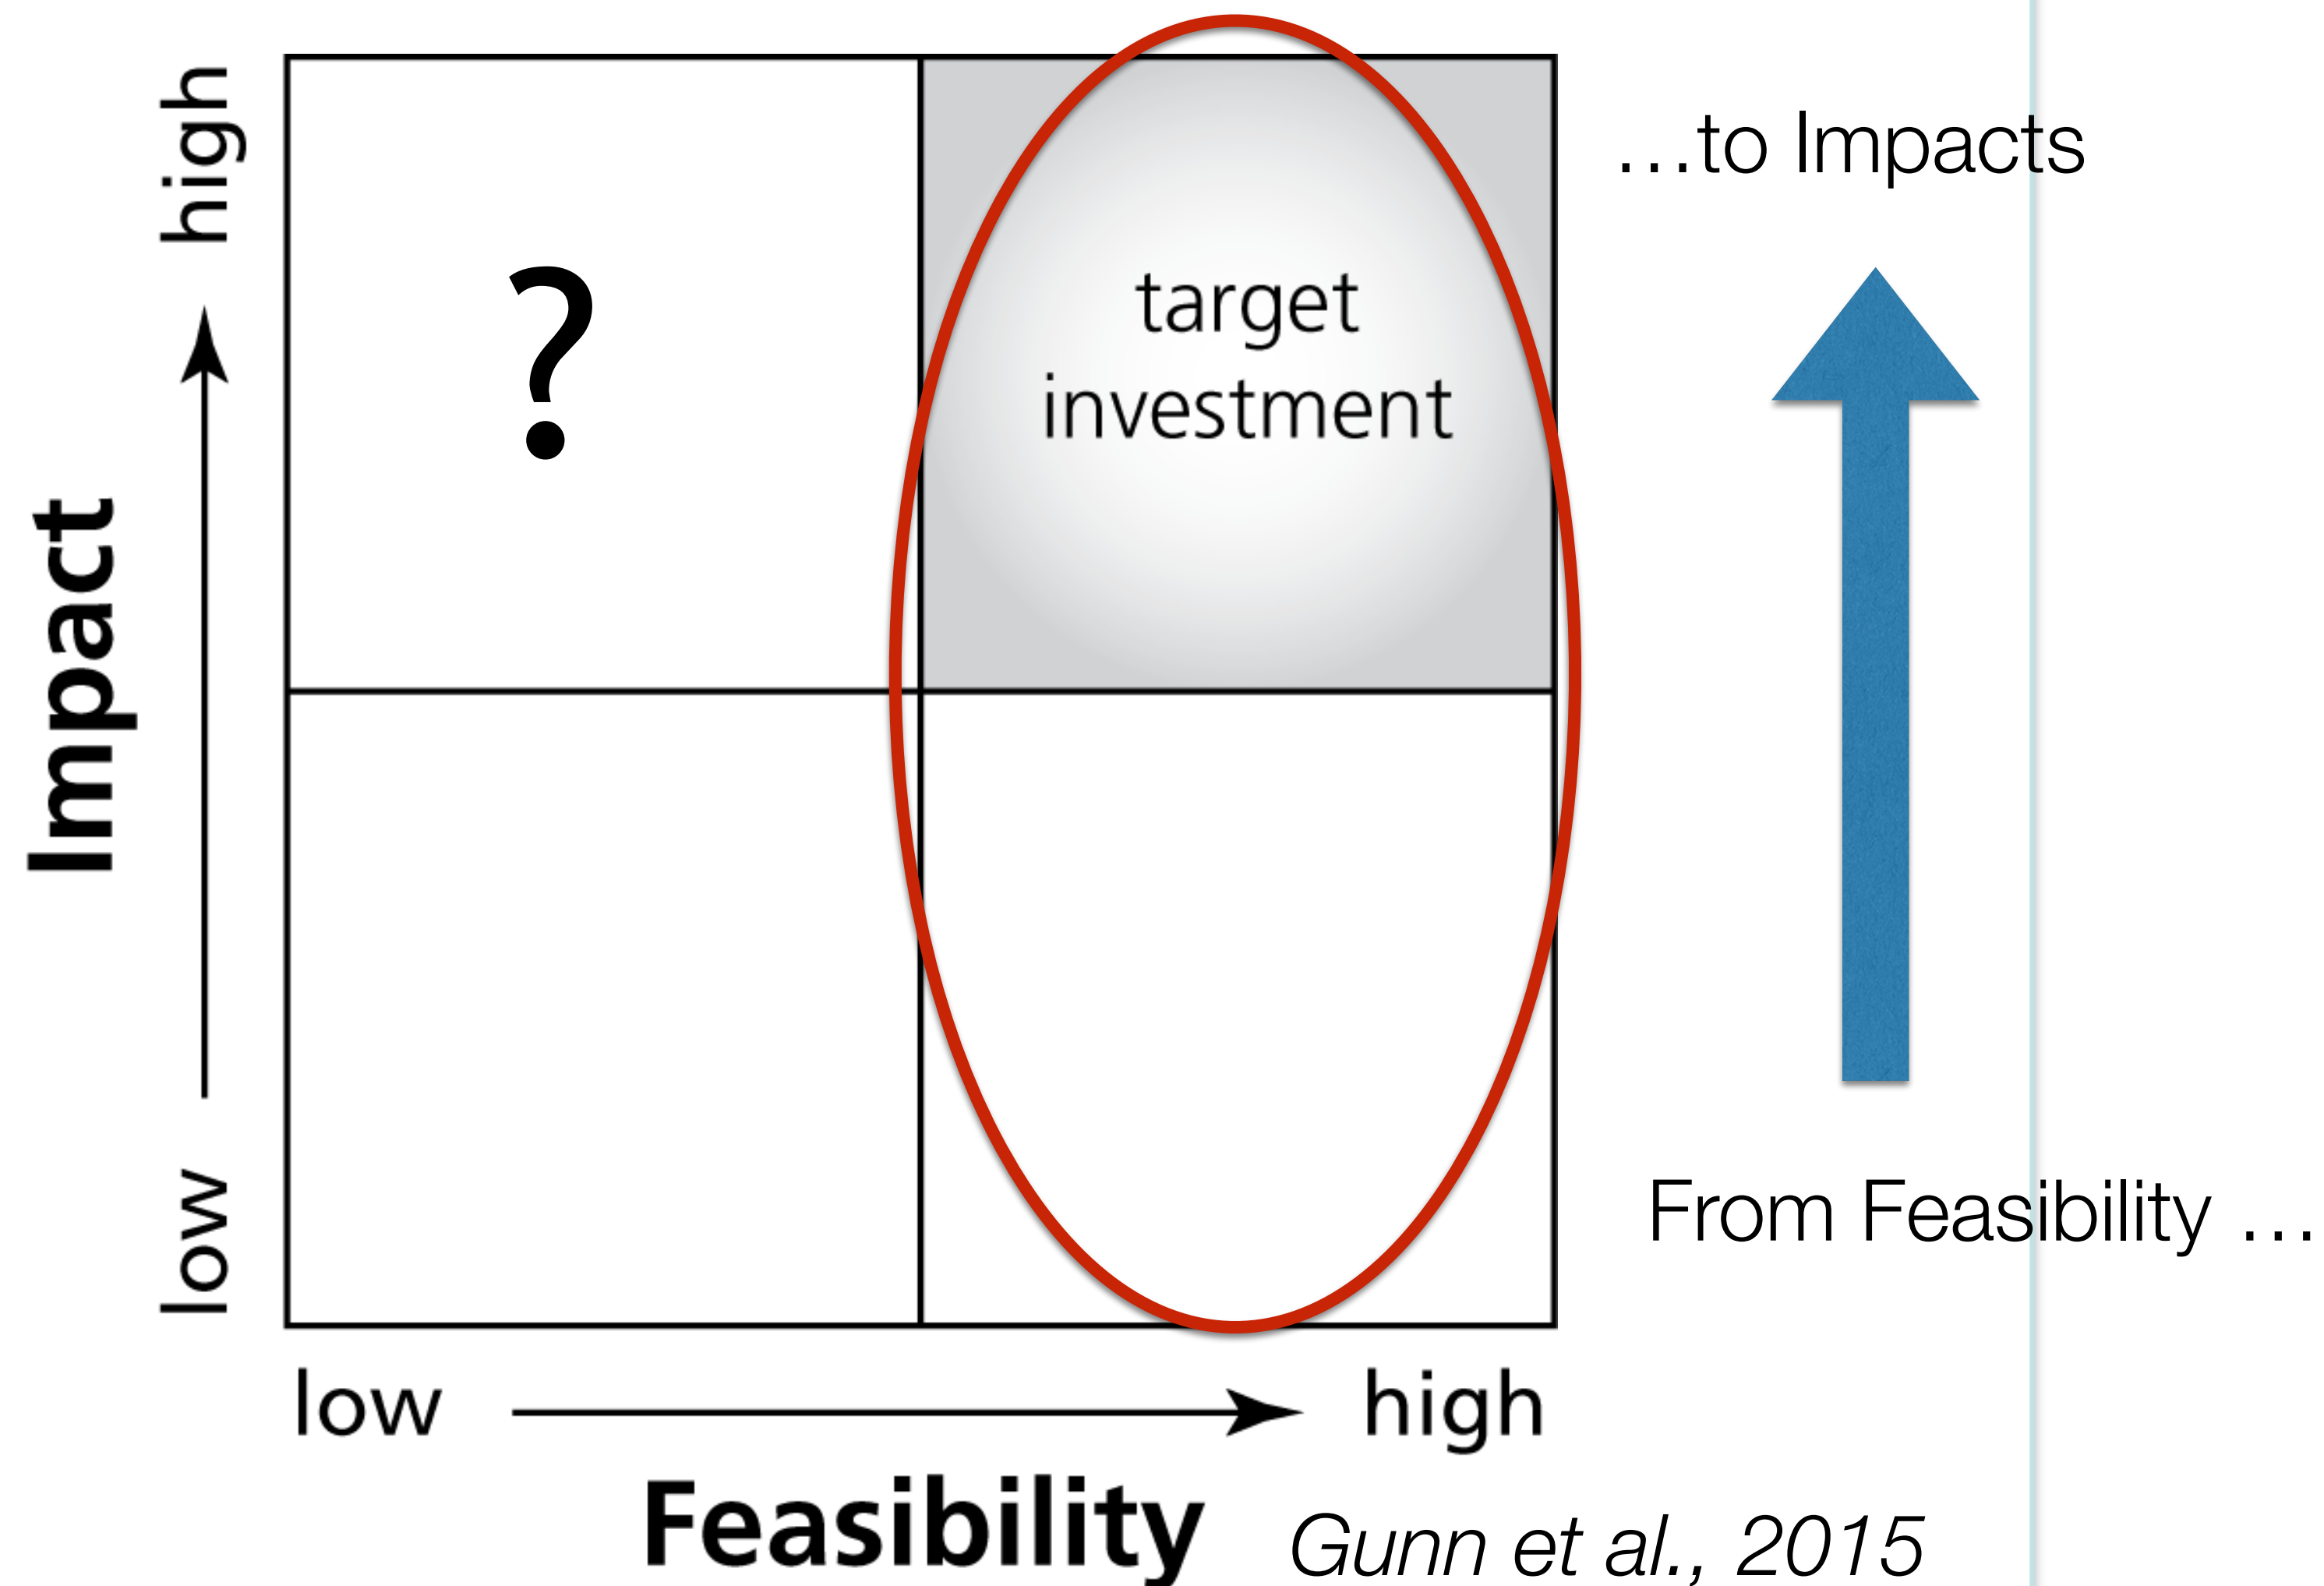 high
…to Impacts
?
target
investment
Impact
low
From Feasibility …
low
high
Feasibility
Gunn et al., 2015